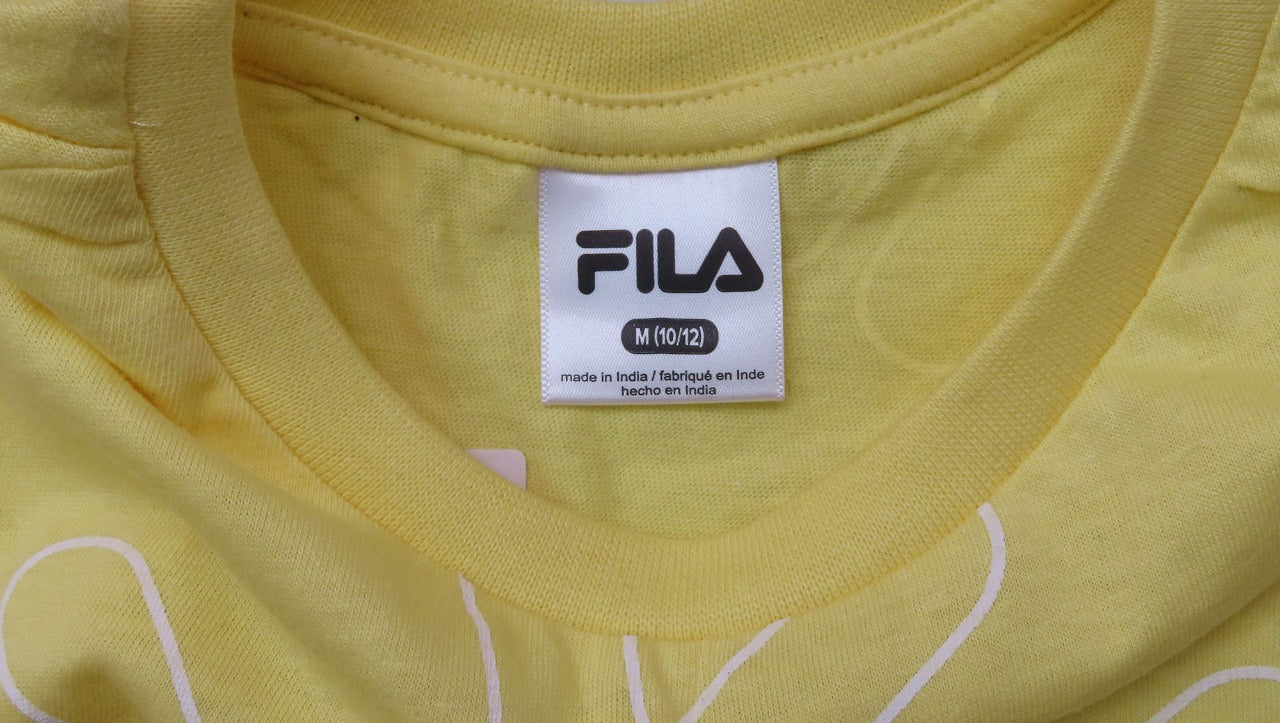 FILA
M (10/12)
made in India / fabriqué en Inde
hecho en India